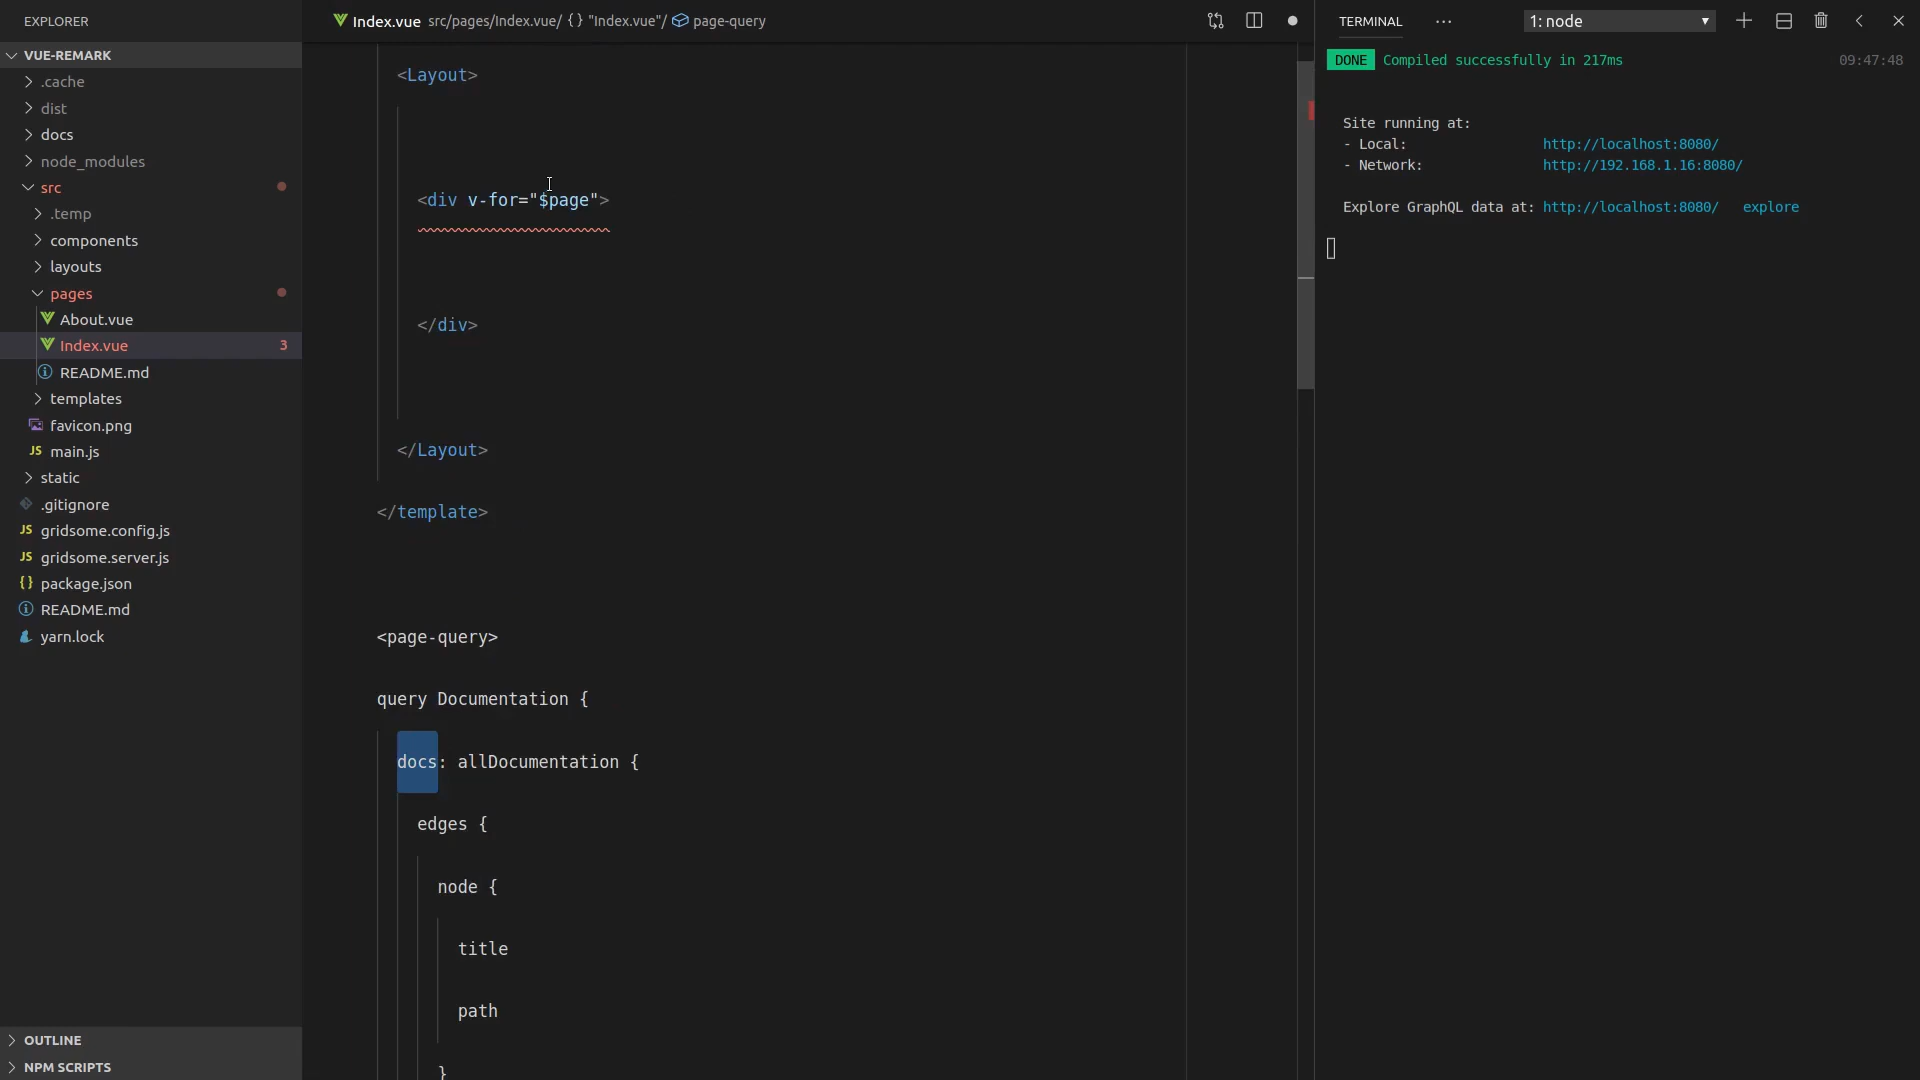 EXPLORER
VUE-REMARK
.cache
dist
docs
node_modules
src
.temp
components
layouts
pages
About.vue
Index.vue 3
README.md
templates
favicon.png
JS main.js
static
.gitignore
JS gridsome.config.js
JS gridsome.server.js
{ } package.json
README.md
yarn.lock
OUTLINE
NPM SCRIPTS
Index.vue src/pages/Index.vue/ {} "Index.vue"/ page-query
<Layout>
<div v-for="$page">
</div>
</Layout>
</template>
<page-query>
query Documentation {
docs: allDocumentation {
edges {
node {
title
path
}
TERMINAL ··· 1: node
DONE Compiled successfully in 217ms 09:47:48
Site running at:
- Local: http://localhost:8080/
- Network: http://192.168.1.16:8080/
Explore GraphQL data at: http://localhost:8080/ explore